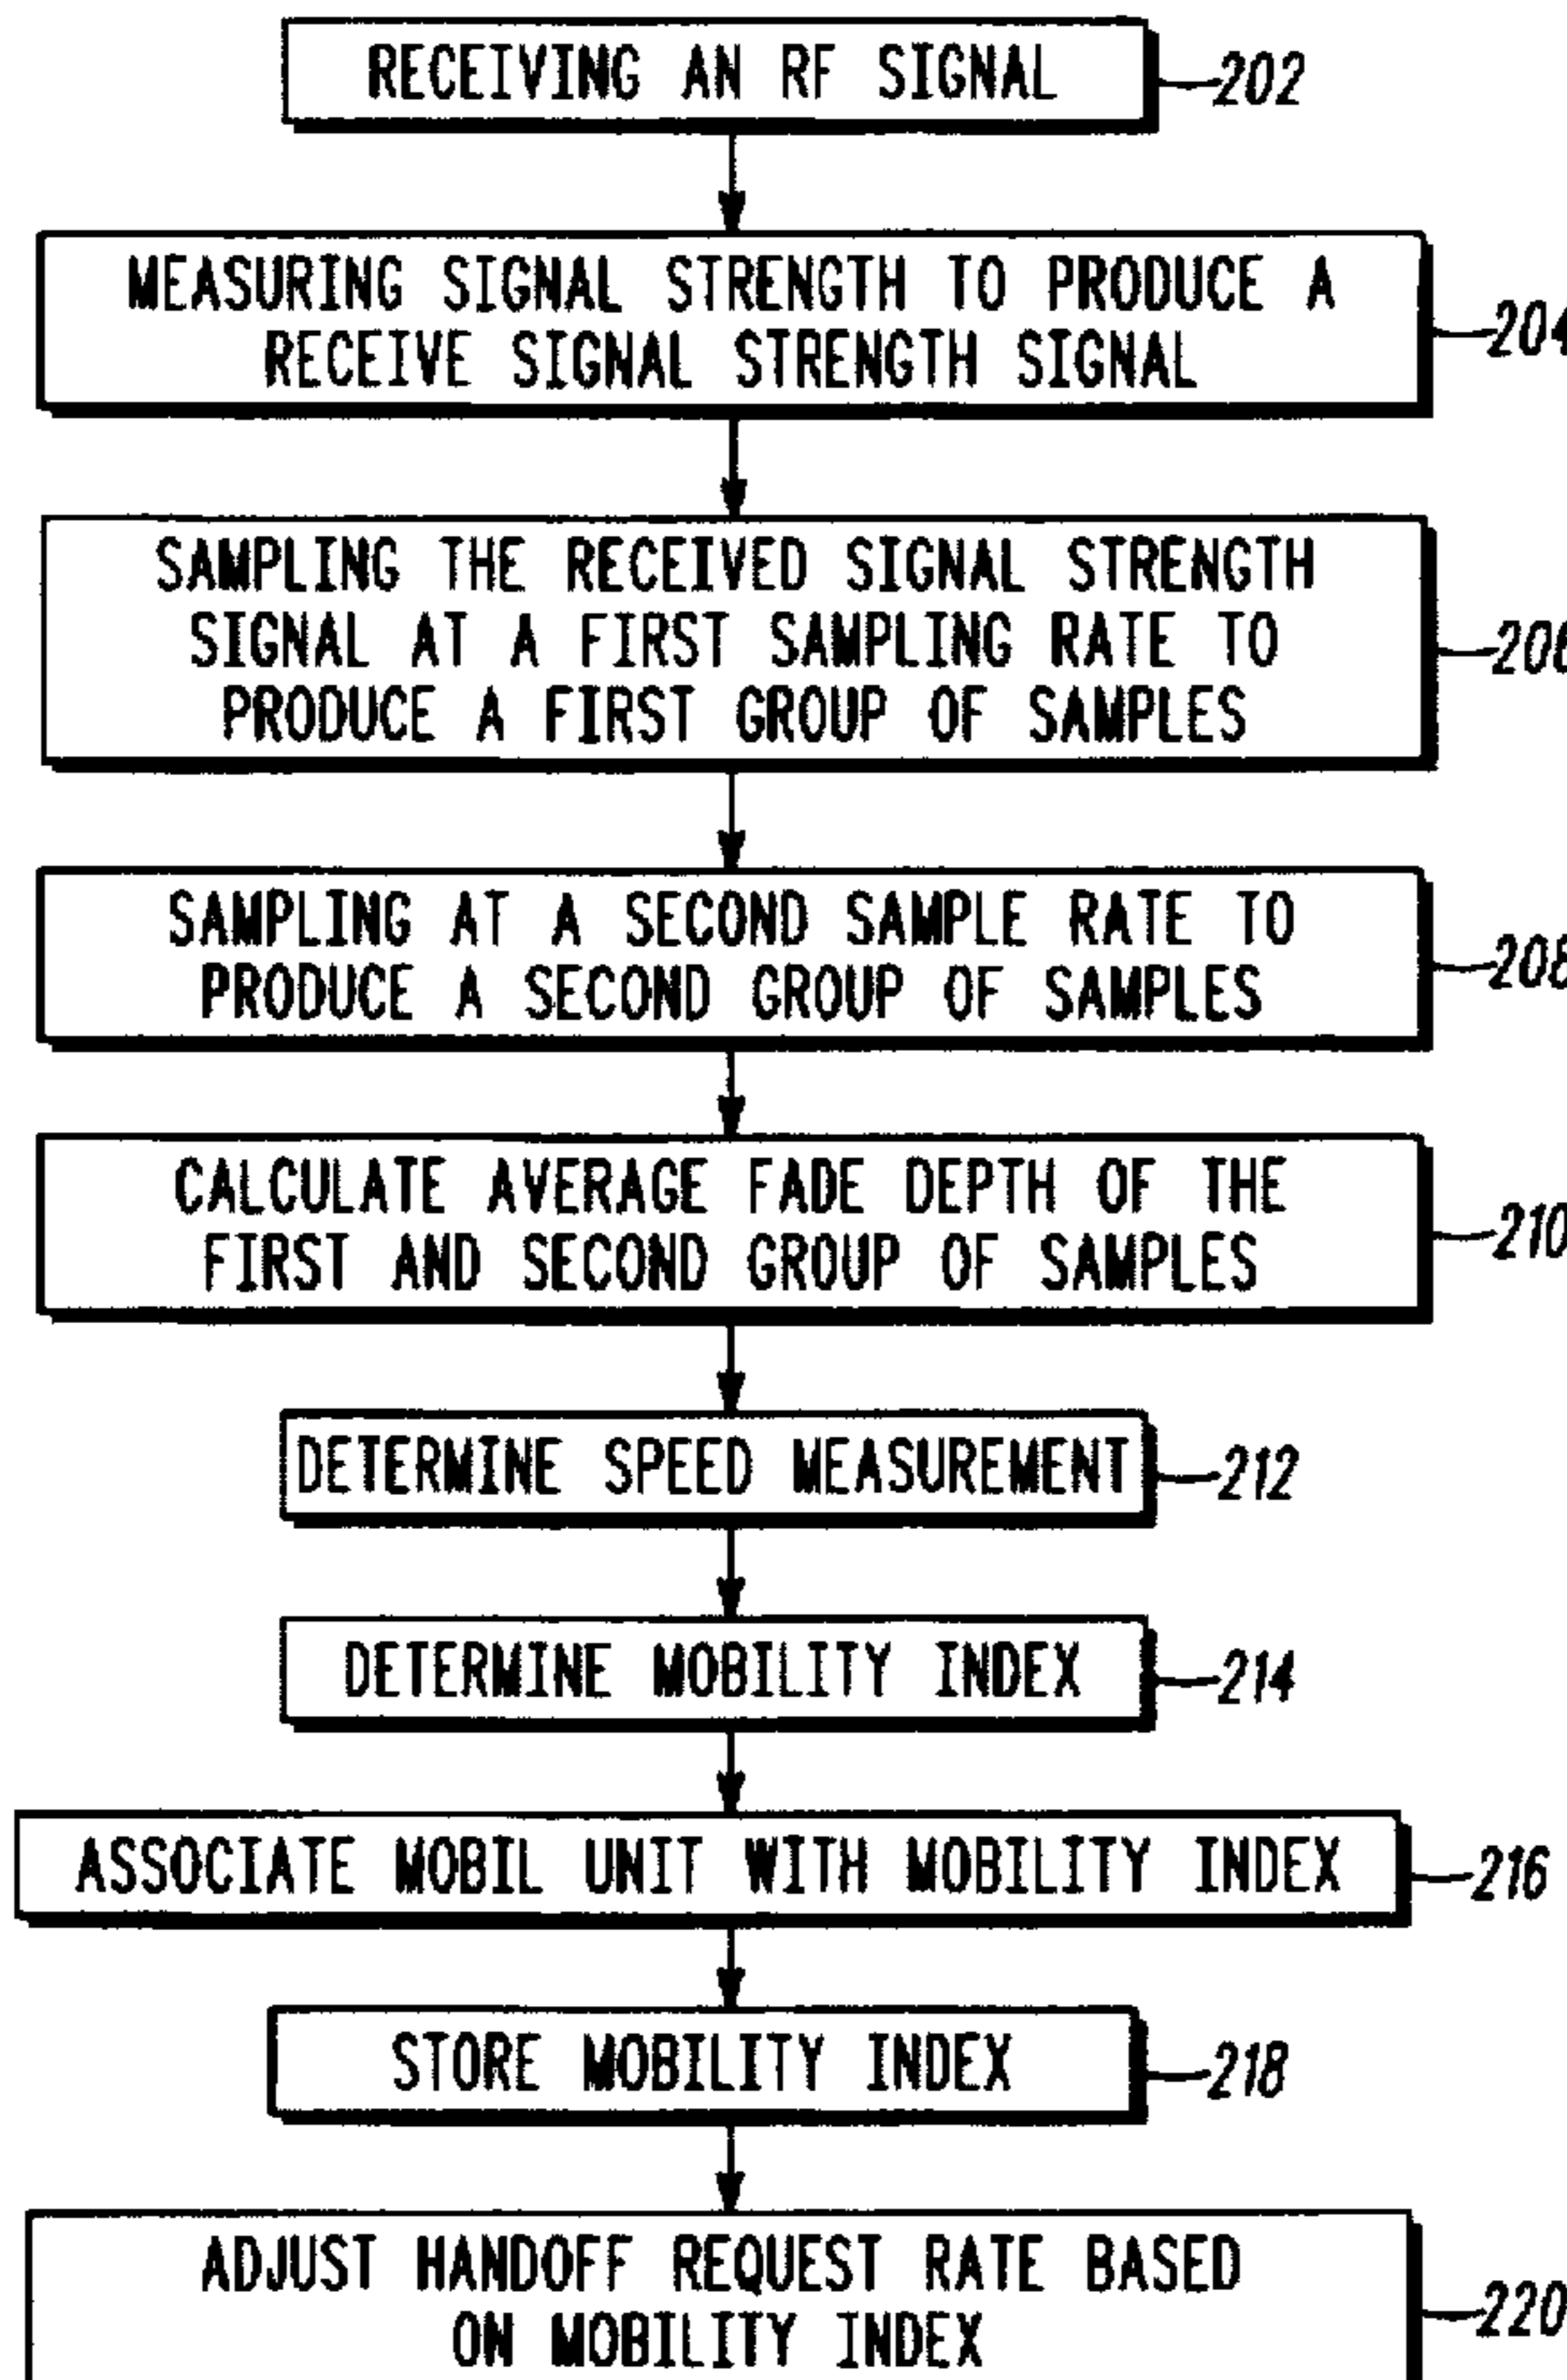 RECEIVING AN RF SIGNAL
202
MEASURING SIGNAL STRENGTH TO PRODUCE A
RECEIVE SIGNAL STRENGTH SIGNAL
204
SAMPLING THE RECEIVED SIGNAL STRENGTH
SIGNAL AT A FIRST SAMPLING RATE TO
PRODUCE A FIRST GROUP OF SAMPLES
206
SAMPLING AT A SECOND SAMPLE RATE TO
PRODUCE A SECOND GROUP OF SAMPLES
208
CALCULATE AVERAGE FADE DEPTH OF THE
FIRST AND SECOND GROUP OF SAMPLES
210
DETERMINE SPEED MEASUREMENT
212
DETERMINE MOBILITY INDEX
214
ASSOCIATE MOBIL UNIT WITH MOBILITY INDEX
216
STORE MOBILITY INDEX
218
ADJUST HANDOFF REQUEST RATE BASED
ON MOBILITY INDEX
220